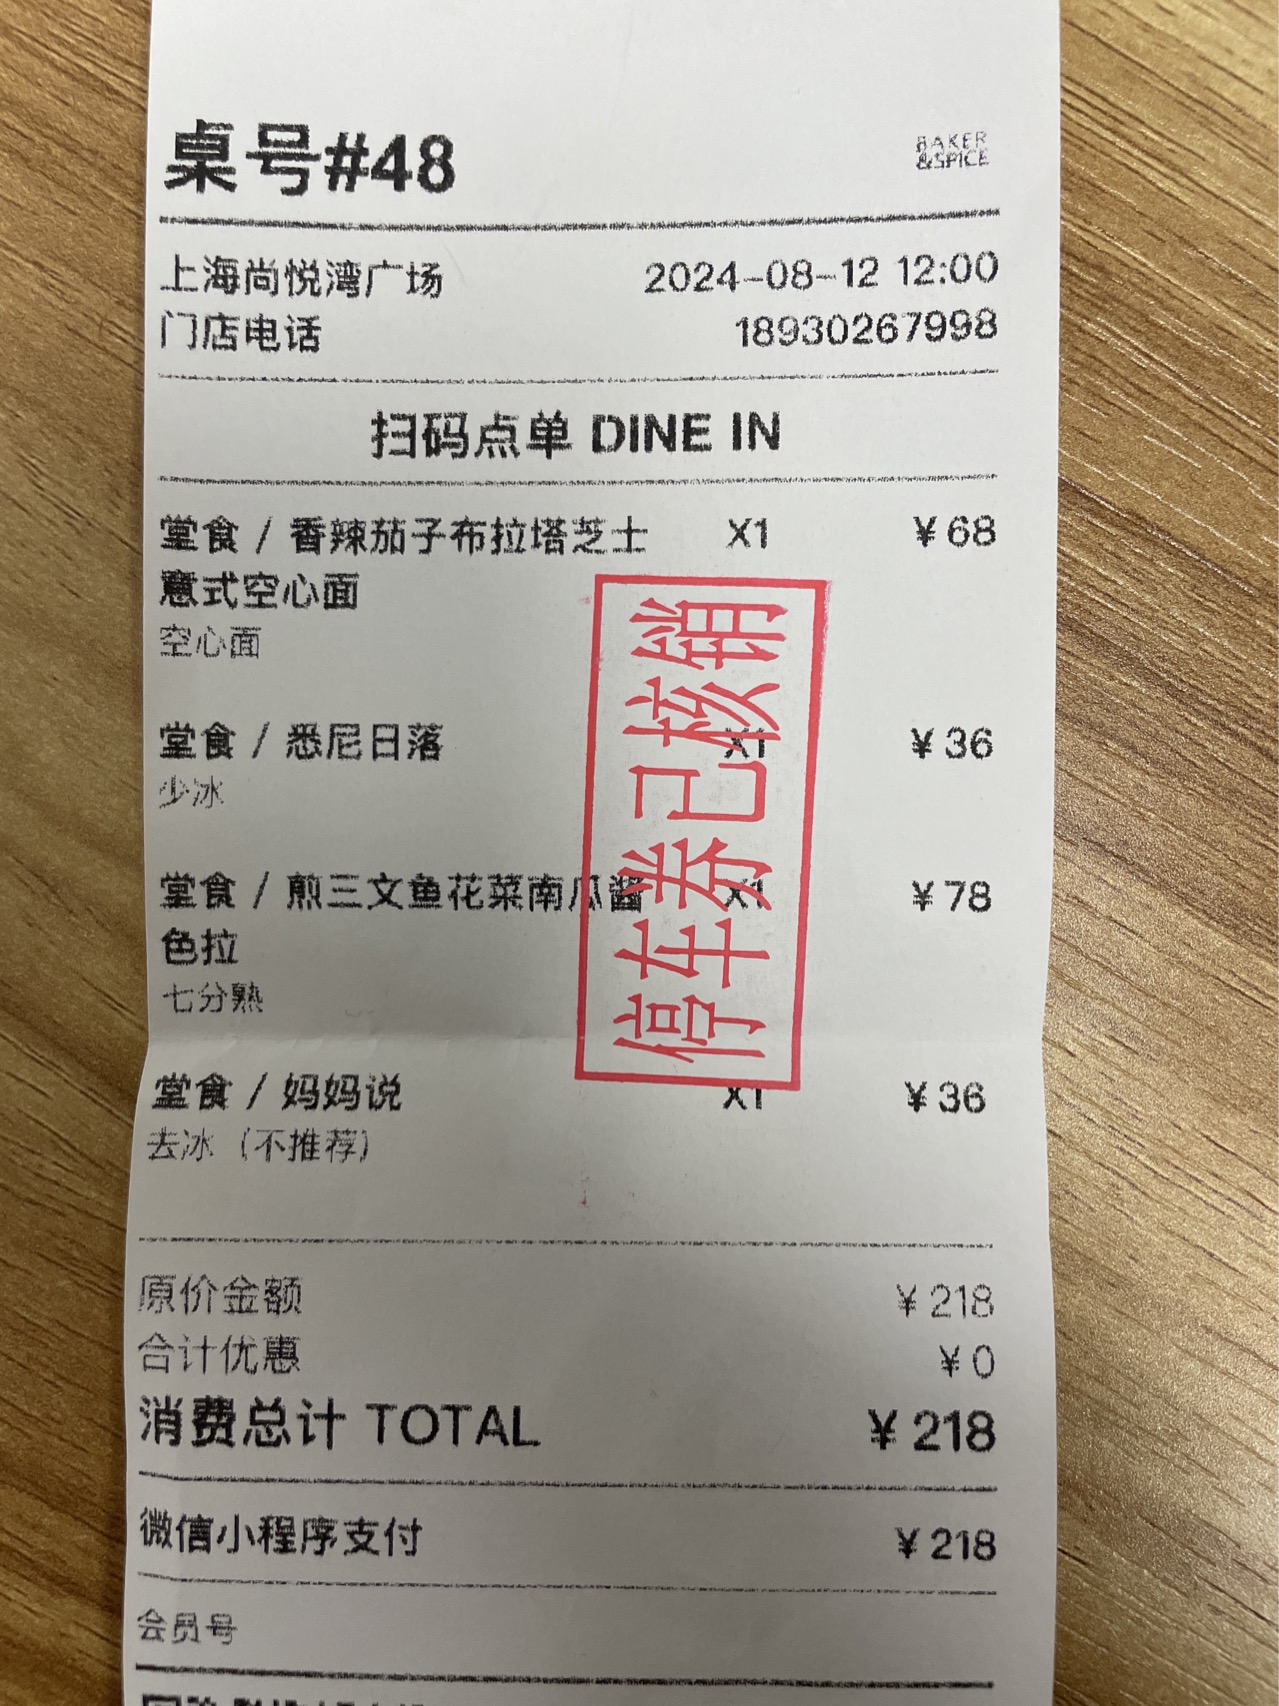 桌号#48
BAKER
&SPICE
上海尚悦湾广场 2024-08-12 12:00
门店电话 18930267998
扫码点单 DINE IN
堂食 / 香辣茄子布拉塔芝士 X1 ¥68
意式空心面
空心面
堂食 / 悉尼日落 X1 ¥36
少冰
堂食 / 煎三文鱼花菜南瓜酱 X1 ¥78
色拉
七分熟
堂食 / 妈妈说 X1 ¥36
去冰（不推荐）
停车券已核销
原价金额 ¥218
合计优惠 ¥0
消费总计 TOTAL ¥218
微信小程序支付 ¥218
会员号